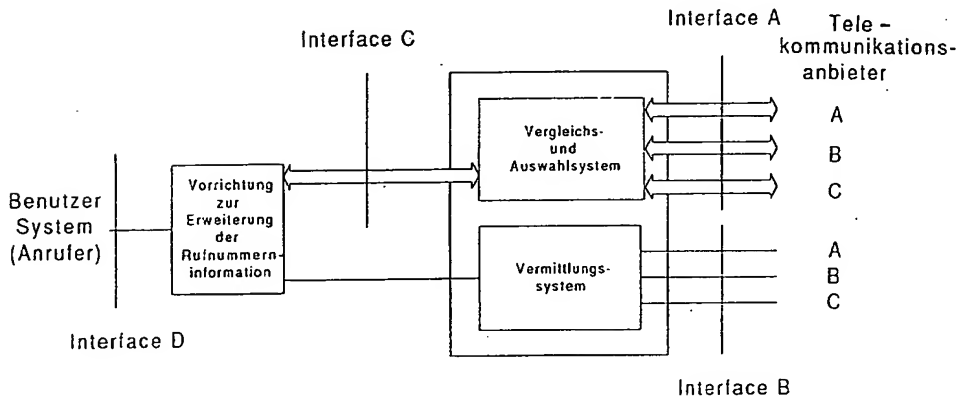 Interface A
Tele-
kommunikations-
anbieter
Interface C
A
B
C
Vergleichs-
und
Auswahlsystem
Benutzer
System
(Anrufer)
Vorrichtung
zur
Erweiterung
der
Rufnummern-
information
Vermittlungs-
system
A
B
C
Interface D
Interface B